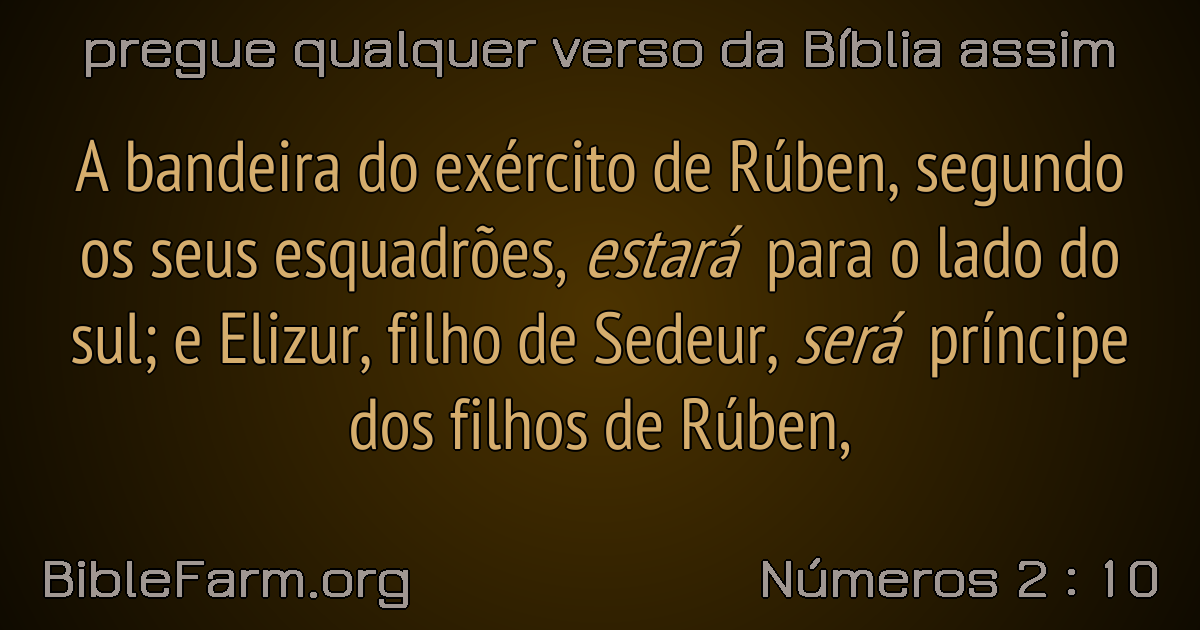 pregue qualquer verso da Bíblia assim
A bandeira do exército de Rúben, segundo
os seus esquadrões, estará para o lado do
sul; e Elizur, filho de Sedeur, será príncipe
dos filhos de Rúben,
BibleFarm.org
Números 2 : 10